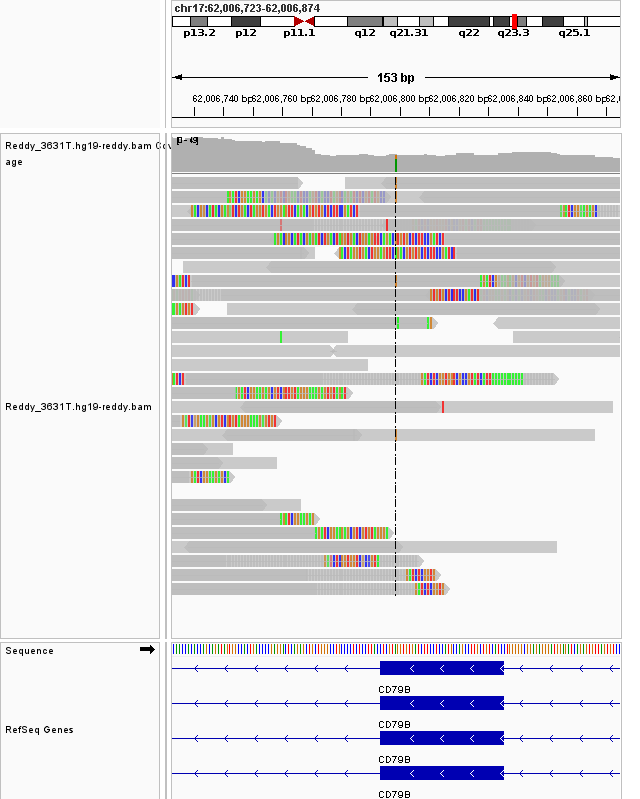 chr17:62,006,723-62,006,874
p13.2 p12 p11.1 q12 q21.31 q22 q23.3 q25.1
153 bp
62,006,740 bp 62,006,760 bp 62,006,780 bp 62,006,800 bp 62,006,820 bp 62,006,840 bp 62,006,860 bp
Reddy_3631T.hg19-reddy.bam Cov
age
Reddy_3631T.hg19-reddy.bam
Sequence
CD79B
CD79B
RefSeq Genes
CD79B
CD79B